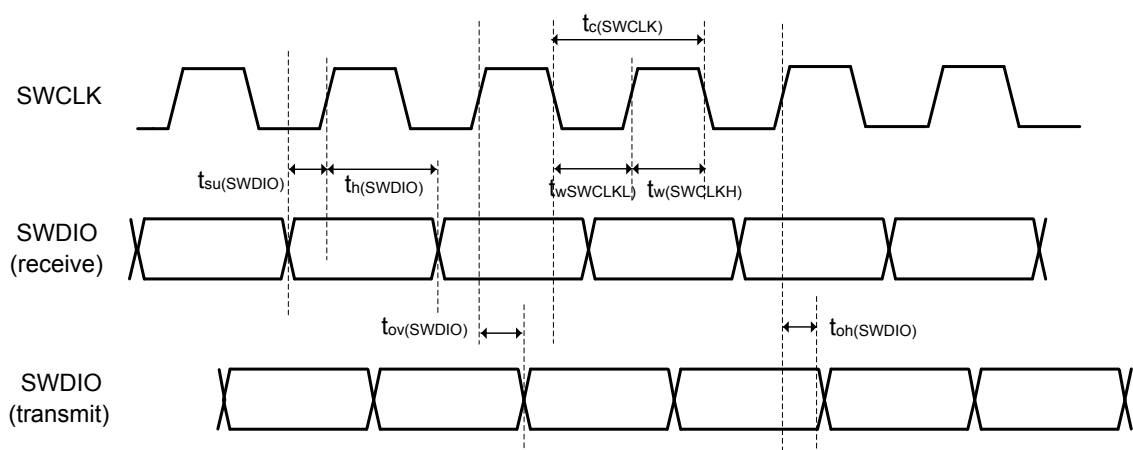 tc(SWCLK)
SWCLK
tsu(SWDIO)
th(SWDIO)
twSWCLKL)
tw(SWCLKH)
SWDIO
(receive)
tov(SWDIO)
toh(SWDIO)
SWDIO
(transmit)